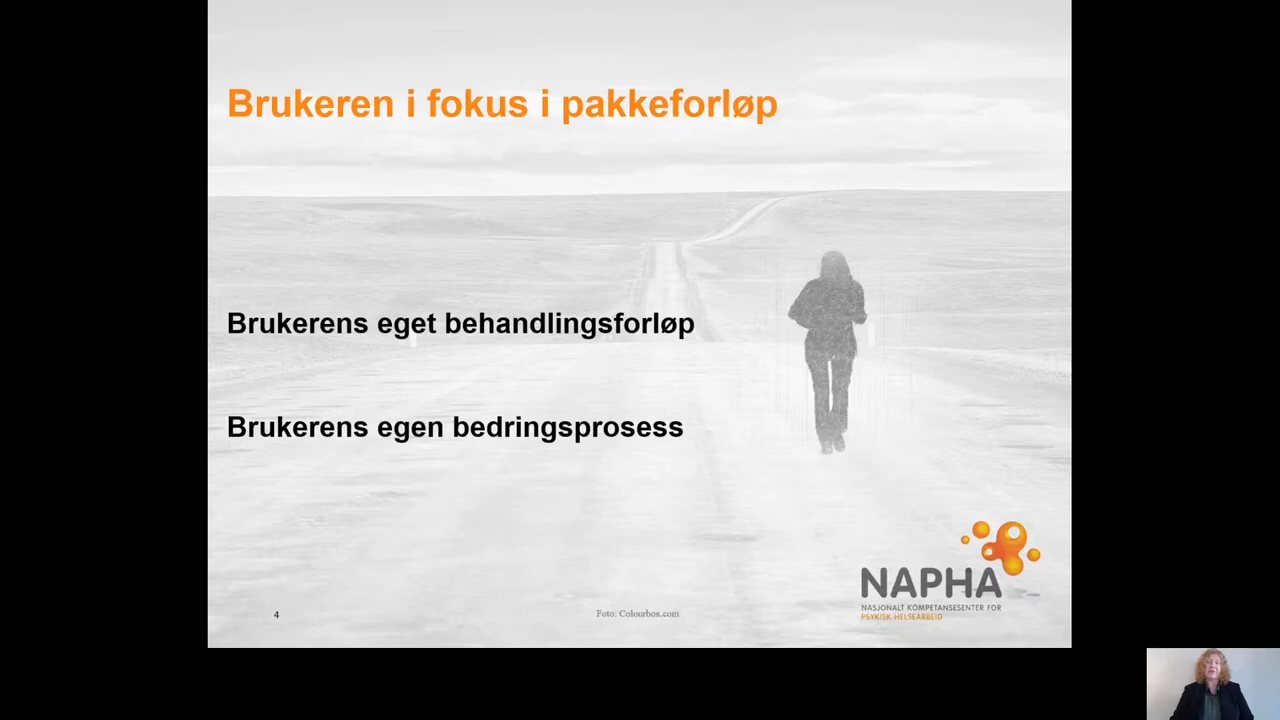 Brukeren i fokus i pakkeforløp
Brukerens eget behandlingsforløp
Brukerens egen bedringsprosess
4
Foto: Colourbox.com
NAPHA
NASJONALT KOMPETANSESENTER FOR
PSYKISK HELSEARBEID